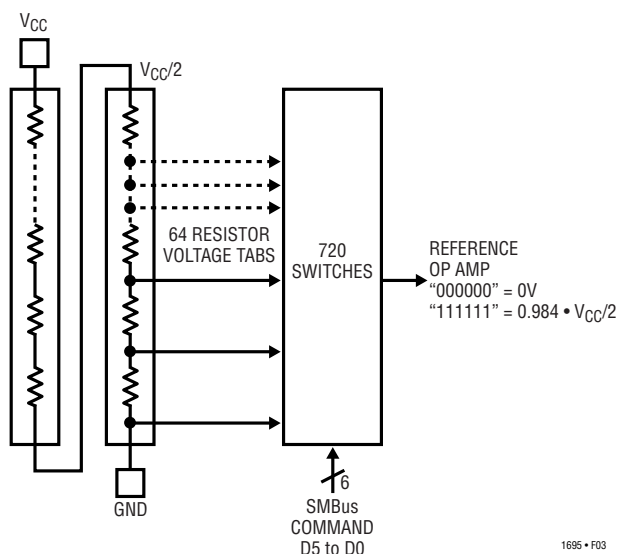 VCC
VCC/2
64 RESISTOR
VOLTAGE TABS
720
SWITCHES
REFERENCE
OP AMP
“000000” = 0V
“111111” = 0.984 • VCC/2
GND
6
SMBus
COMMAND
D5 to D0
1695 • F03